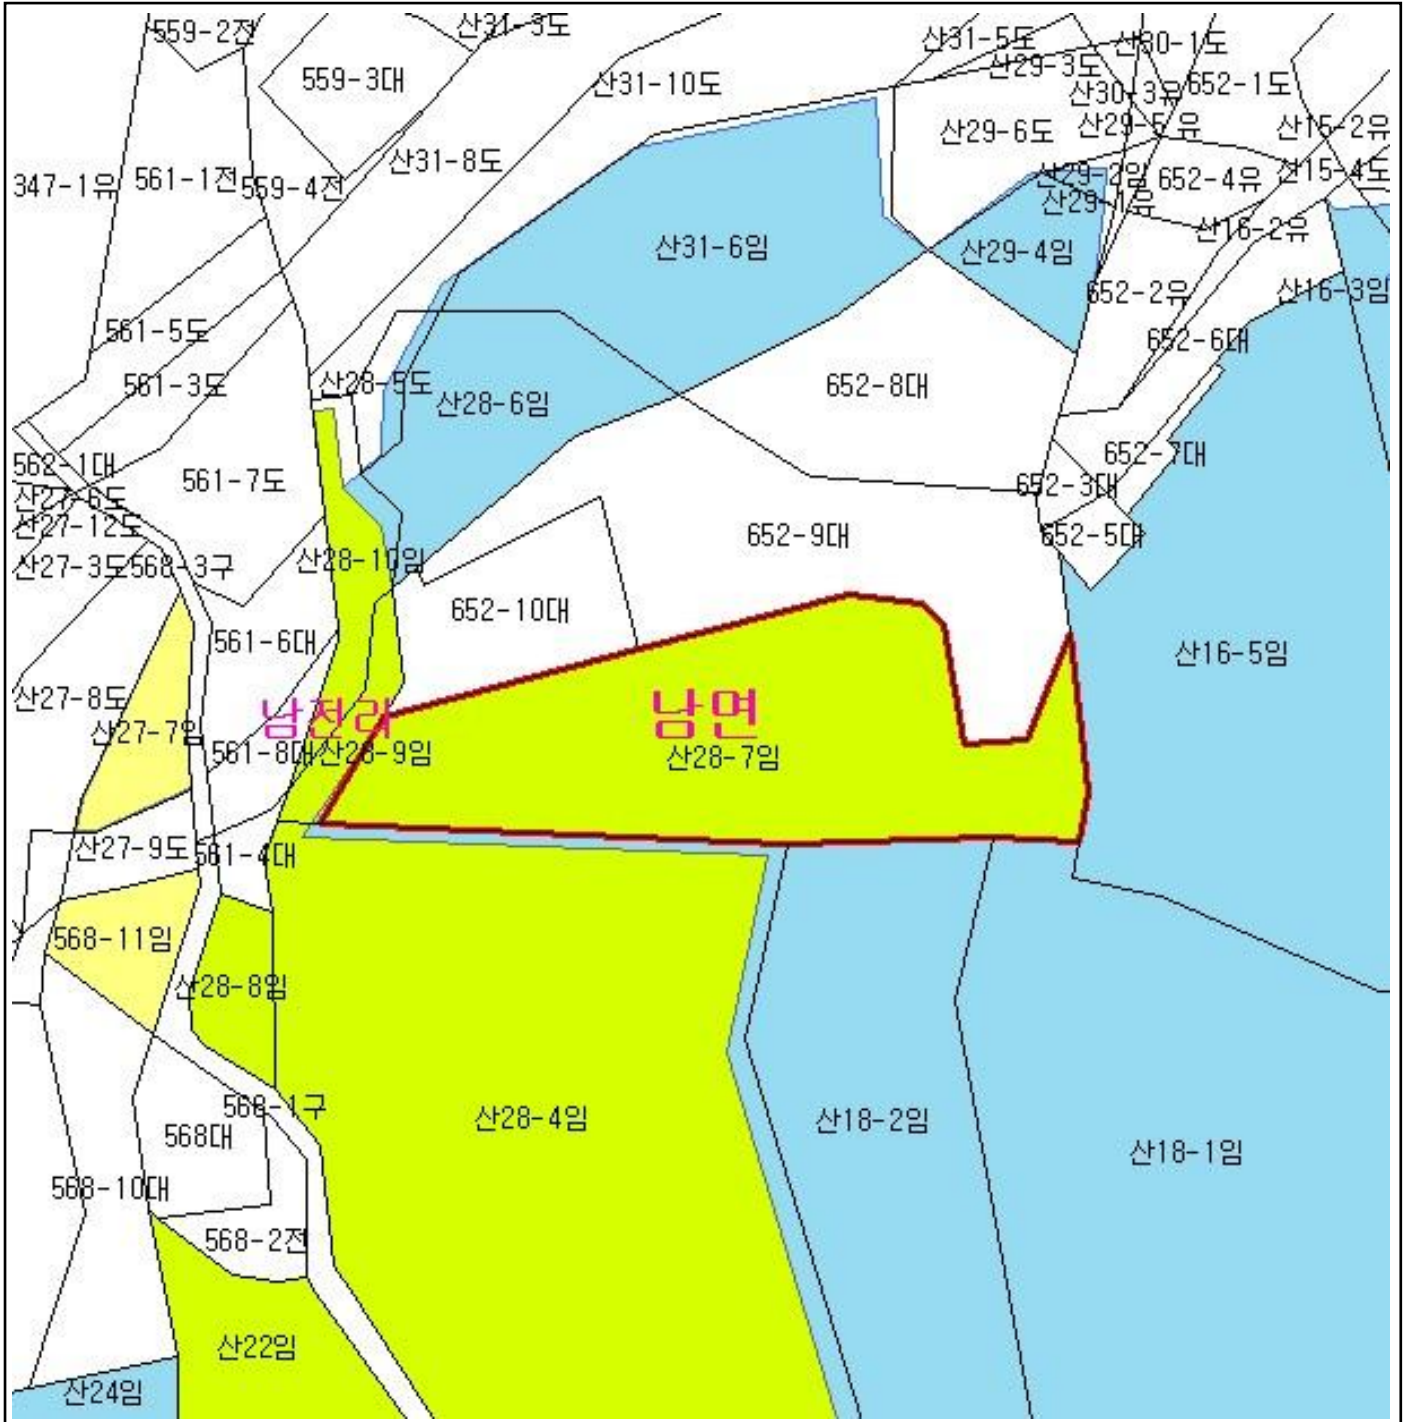 559-2전
산31-3도
산31-5도
산30-1도
559-3대
산31-10도
산29-3도
652-1도
산30-3유
산29-6도
산29-5유
산15-2유
산31-8도
산29-2임
산15-4도
347-1유
561-1전
559-4전
652-4유
산29-1유
산16-2유
산31-6임
산29-4임
652-2유
산16-3임
561-5도
652-6대
561-3도
산28-5도
산28-6임
652-8대
562-1대
561-7도
652-7대
652-3대
산27-6도
산27-12도
652-9대
652-5대
산27-3도
568-3구
산28-10임
652-10대
561-6대
산16-5임
산27-8도
남전리
남면
산27-7임
561-8대
산28-9임
산28-7임
산27-9도
561-4대
568-11임
산28-8임
568-1구
568대
산28-4임
산18-2임
산18-1임
568-10대
568-2전
산22임
산24임